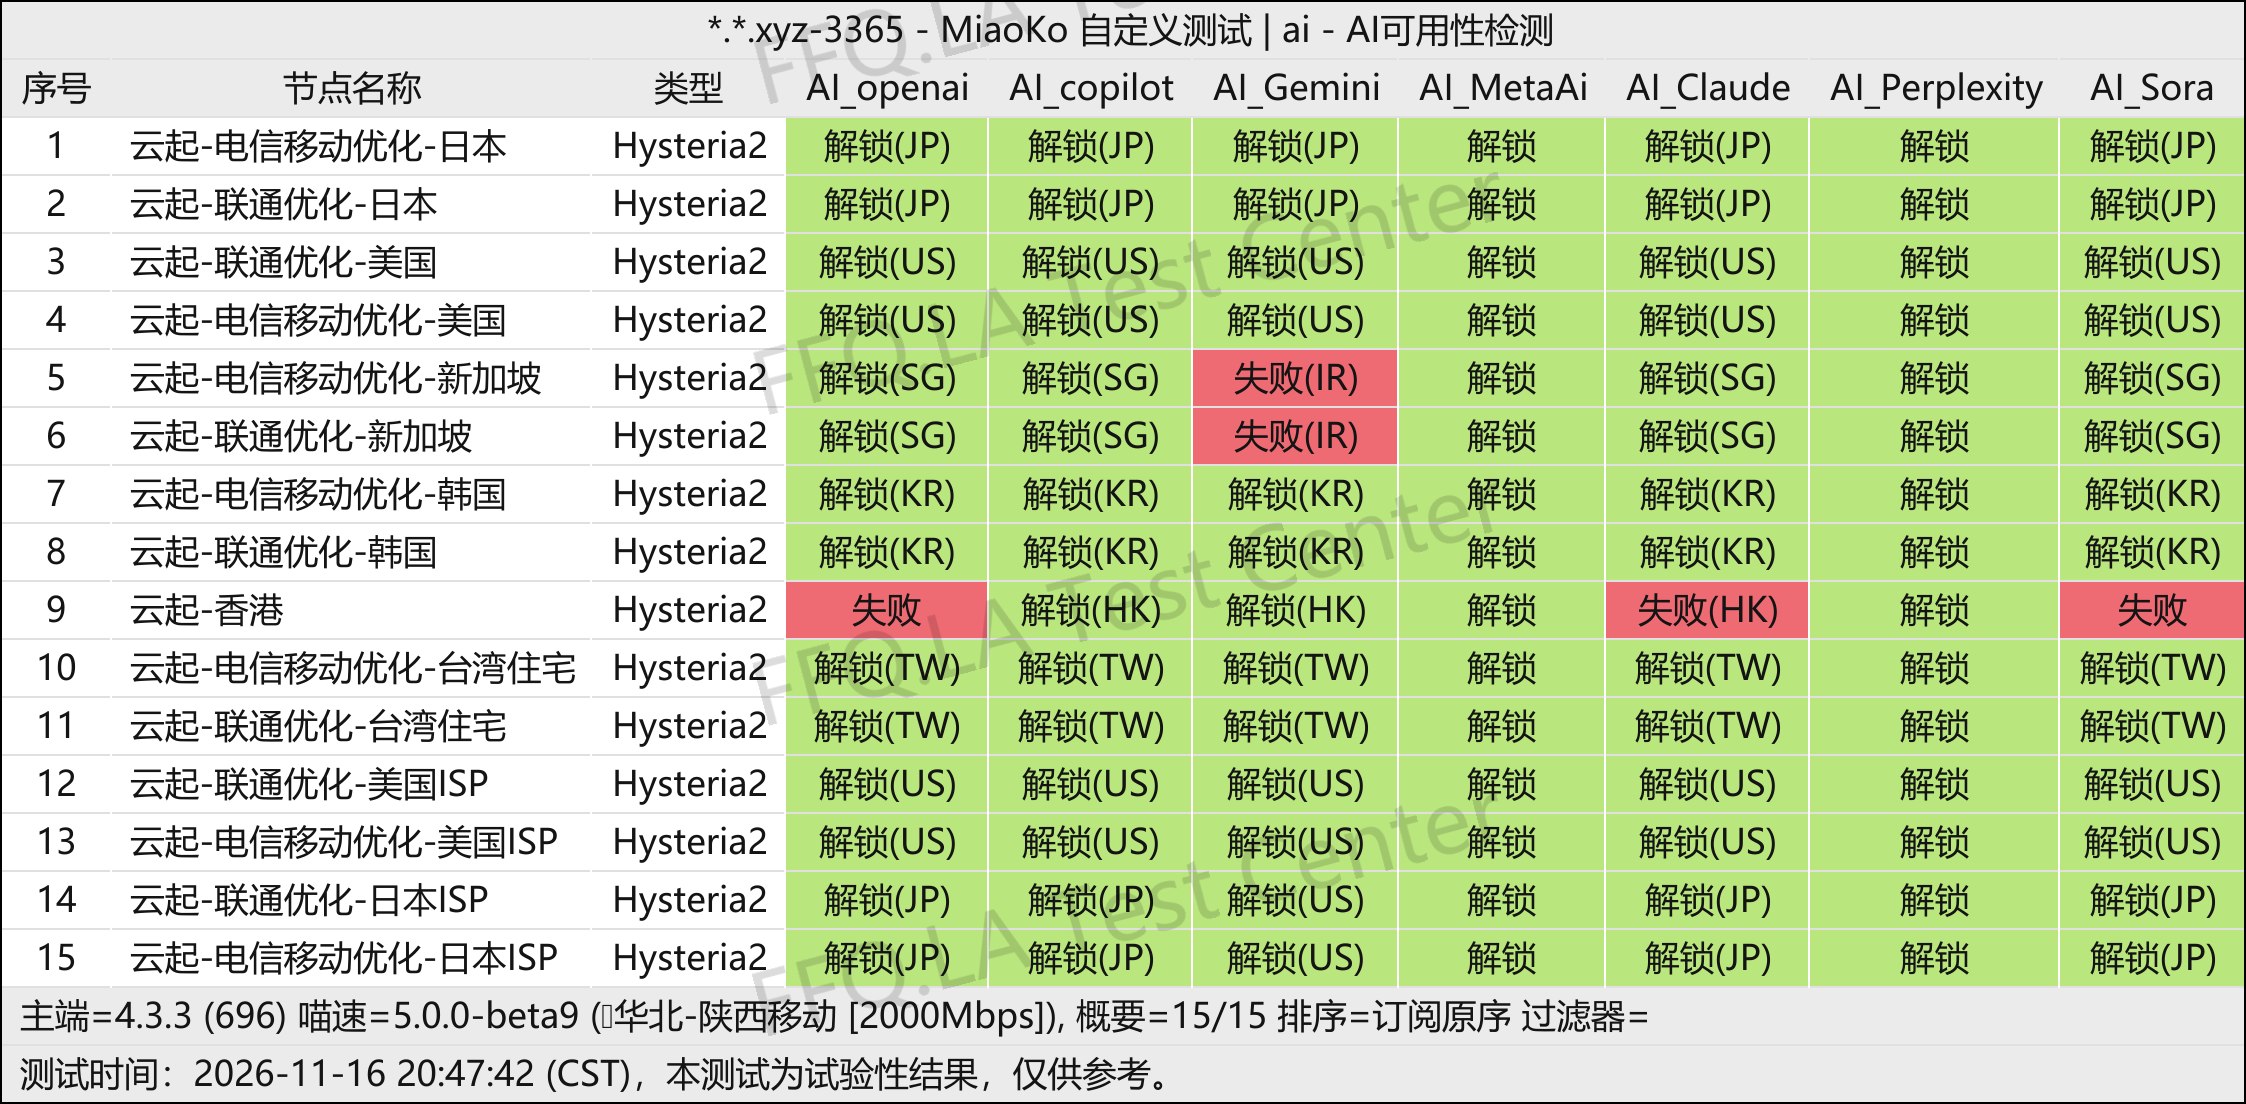 *.*.xyz-3365 - MiaoKo 自定义测试 | ai - AI可用性检测
序号 节点名称 类型 AI_openai AI_copilot AI_Gemini AI_MetaAi AI_Claude AI_Perplexity AI_Sora
1 云起-电信移动优化-日本 Hysteria2 解锁(JP) 解锁(JP) 解锁(JP) 解锁 解锁(JP) 解锁 解锁(JP)
2 云起-联通优化-日本 Hysteria2 解锁(JP) 解锁(JP) 解锁(JP) 解锁 解锁(JP) 解锁 解锁(JP)
3 云起-联通优化-美国 Hysteria2 解锁(US) 解锁(US) 解锁(US) 解锁 解锁(US) 解锁 解锁(US)
4 云起-电信移动优化-美国 Hysteria2 解锁(US) 解锁(US) 解锁(US) 解锁 解锁(US) 解锁 解锁(US)
5 云起-电信移动优化-新加坡 Hysteria2 解锁(SG) 解锁(SG) 失败(IR) 解锁 解锁(SG) 解锁 解锁(SG)
6 云起-联通优化-新加坡 Hysteria2 解锁(SG) 解锁(SG) 失败(IR) 解锁 解锁(SG) 解锁 解锁(SG)
7 云起-电信移动优化-韩国 Hysteria2 解锁(KR) 解锁(KR) 解锁(KR) 解锁 解锁(KR) 解锁 解锁(KR)
8 云起-联通优化-韩国 Hysteria2 解锁(KR) 解锁(KR) 解锁(KR) 解锁 解锁(KR) 解锁 解锁(KR)
9 云起-香港 Hysteria2 失败 解锁(HK) 解锁(HK) 解锁 失败(HK) 解锁 失败
10 云起-电信移动优化-台湾住宅 Hysteria2 解锁(TW) 解锁(TW) 解锁(TW) 解锁 解锁(TW) 解锁 解锁(TW)
11 云起-联通优化-台湾住宅 Hysteria2 解锁(TW) 解锁(TW) 解锁(TW) 解锁 解锁(TW) 解锁 解锁(TW)
12 云起-联通优化-美国ISP Hysteria2 解锁(US) 解锁(US) 解锁(US) 解锁 解锁(US) 解锁 解锁(US)
13 云起-电信移动优化-美国ISP Hysteria2 解锁(US) 解锁(US) 解锁(US) 解锁 解锁(US) 解锁 解锁(US)
14 云起-联通优化-日本ISP Hysteria2 解锁(JP) 解锁(JP) 解锁(US) 解锁 解锁(JP) 解锁 解锁(JP)
15 云起-电信移动优化-日本ISP Hysteria2 解锁(JP) 解锁(JP) 解锁(US) 解锁 解锁(JP) 解锁 解锁(JP)
主端=4.3.3 (696) 喵速=5.0.0-beta9 (华北-陕西移动 [2000Mbps]), 概要=15/15 排序=订阅原序 过滤器=
测试时间：2026-11-16 20:47:42 (CST)，本测试为试验性结果，仅供参考。
FFQ.LA Test Center
FFQ.LA Test Center
FFQ.LA Test Center
FFQ.LA Test Center